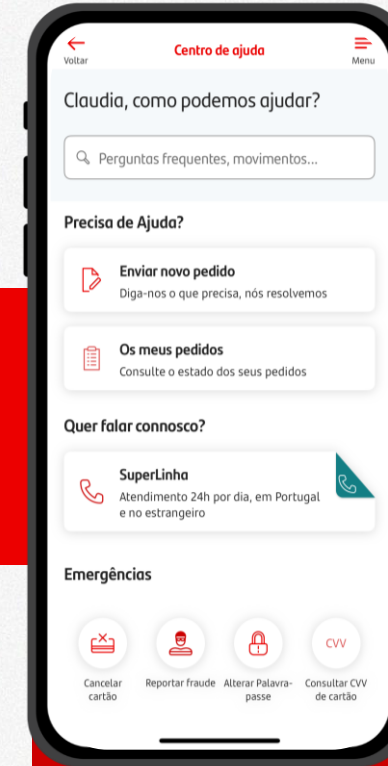 Centro de ajuda
Voltar
Menu
Claudia, como podemos ajudar?
Perguntas frequentes, movimentos...
Precisa de Ajuda?
Enviar novo pedido
Diga-nos o que precisa, nós resolvemos
Os meus pedidos
Consulte o estado dos seus pedidos
Quer falar connosco?
SuperLinha
Atendimento 24h por dia, em Portugal
e no estrangeiro
Emergências
CVV
Cancelar
cartão
Reportar fraude
Alterar Palavra-
passe
Consultar CVV
de cartão